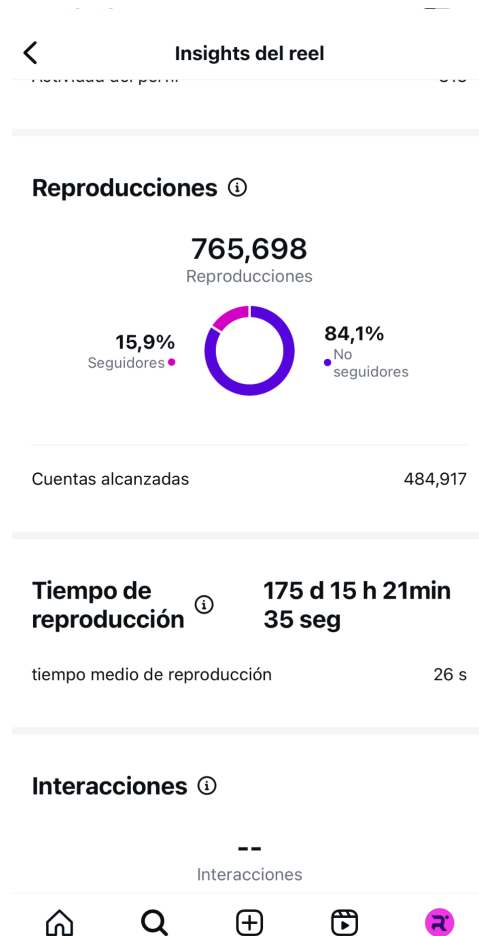 Insights del reel
Reproducciones
765,698
Reproducciones
15,9%
Seguidores
84,1%
No
seguidores
Cuentas alcanzadas
484,917
Tiempo de
reproducción
175 d 15 h 21min
35 seg
tiempo medio de reproducción
26 s
Interacciones
--
Interacciones